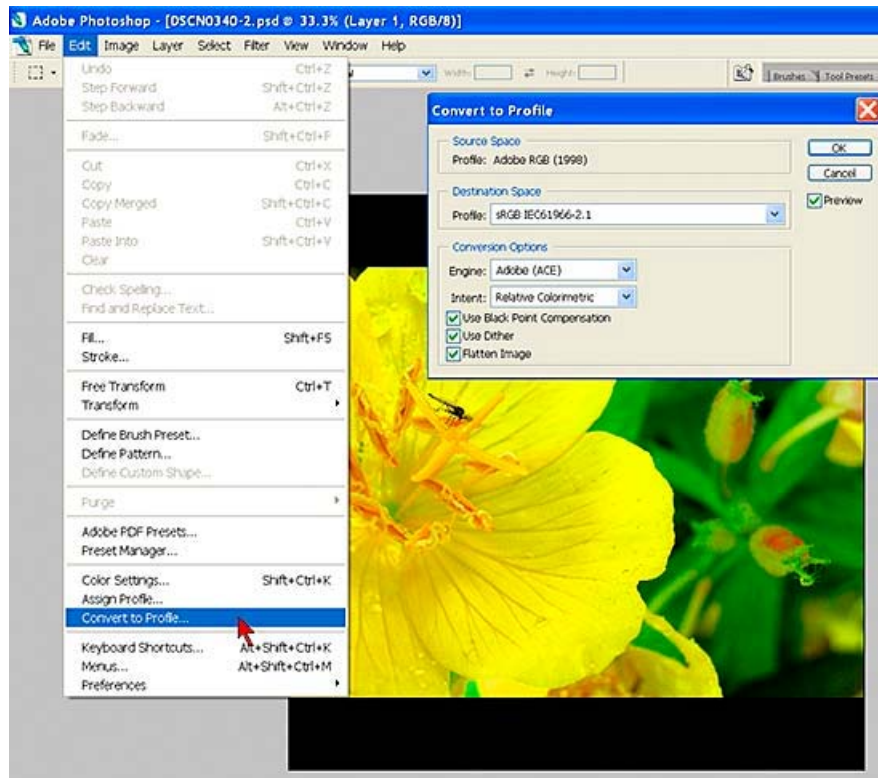 Adobe Photoshop - [DSCN0340-2.psd @ 33.3% (Layer 1, RGB/8)]
File Edit Image Layer Select Filter View Window Help
Width: Height: Brushes Tool Presets
Undo Ctrl+Z
Step Forward Shift+Ctrl+Z
Step Backward Alt+Ctrl+Z
Fade... Shift+Ctrl+F
Cut Ctrl+X
Copy Ctrl+C
Copy Merged Shift+Ctrl+C
Paste Ctrl+V
Paste Into Shift+Ctrl+V
Clear
Check Spelling...
Find and Replace Text...
Fill... Shift+F5
Stroke...
Free Transform Ctrl+T
Transform
Define Brush Preset...
Define Pattern...
Define Custom Shape...
Purge
Adobe PDF Presets...
Preset Manager...
Color Settings... Shift+Ctrl+K
Assign Profile...
Convert to Profile...
Keyboard Shortcuts... Alt+Shift+Ctrl+K
Menus... Alt+Shift+Ctrl+M
Preferences
Convert to Profile
Source Space
Profile: Adobe RGB (1998)
Destination Space
Profile: sRGB IEC61966-2.1
Conversion Options
Engine: Adobe (ACE)
Intent: Relative Colorimetric
Use Black Point Compensation
Use Dither
Flatten Image
OK
Cancel
Preview